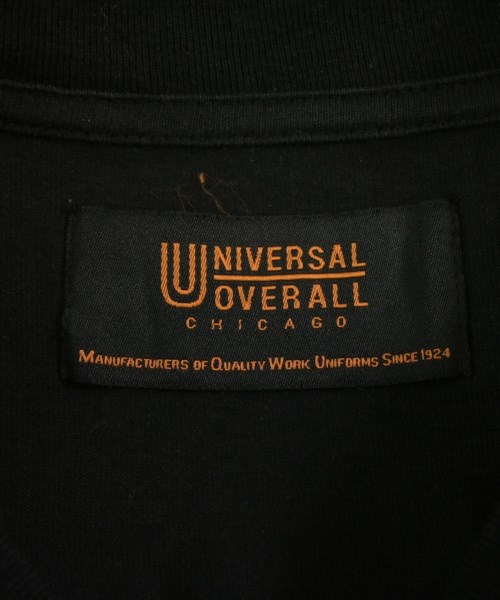 UNIVERSAL
OVERALL
CHICAGO
MANUFACTURERS OF QUALITY WORK UNIFORMS SINCE 1924